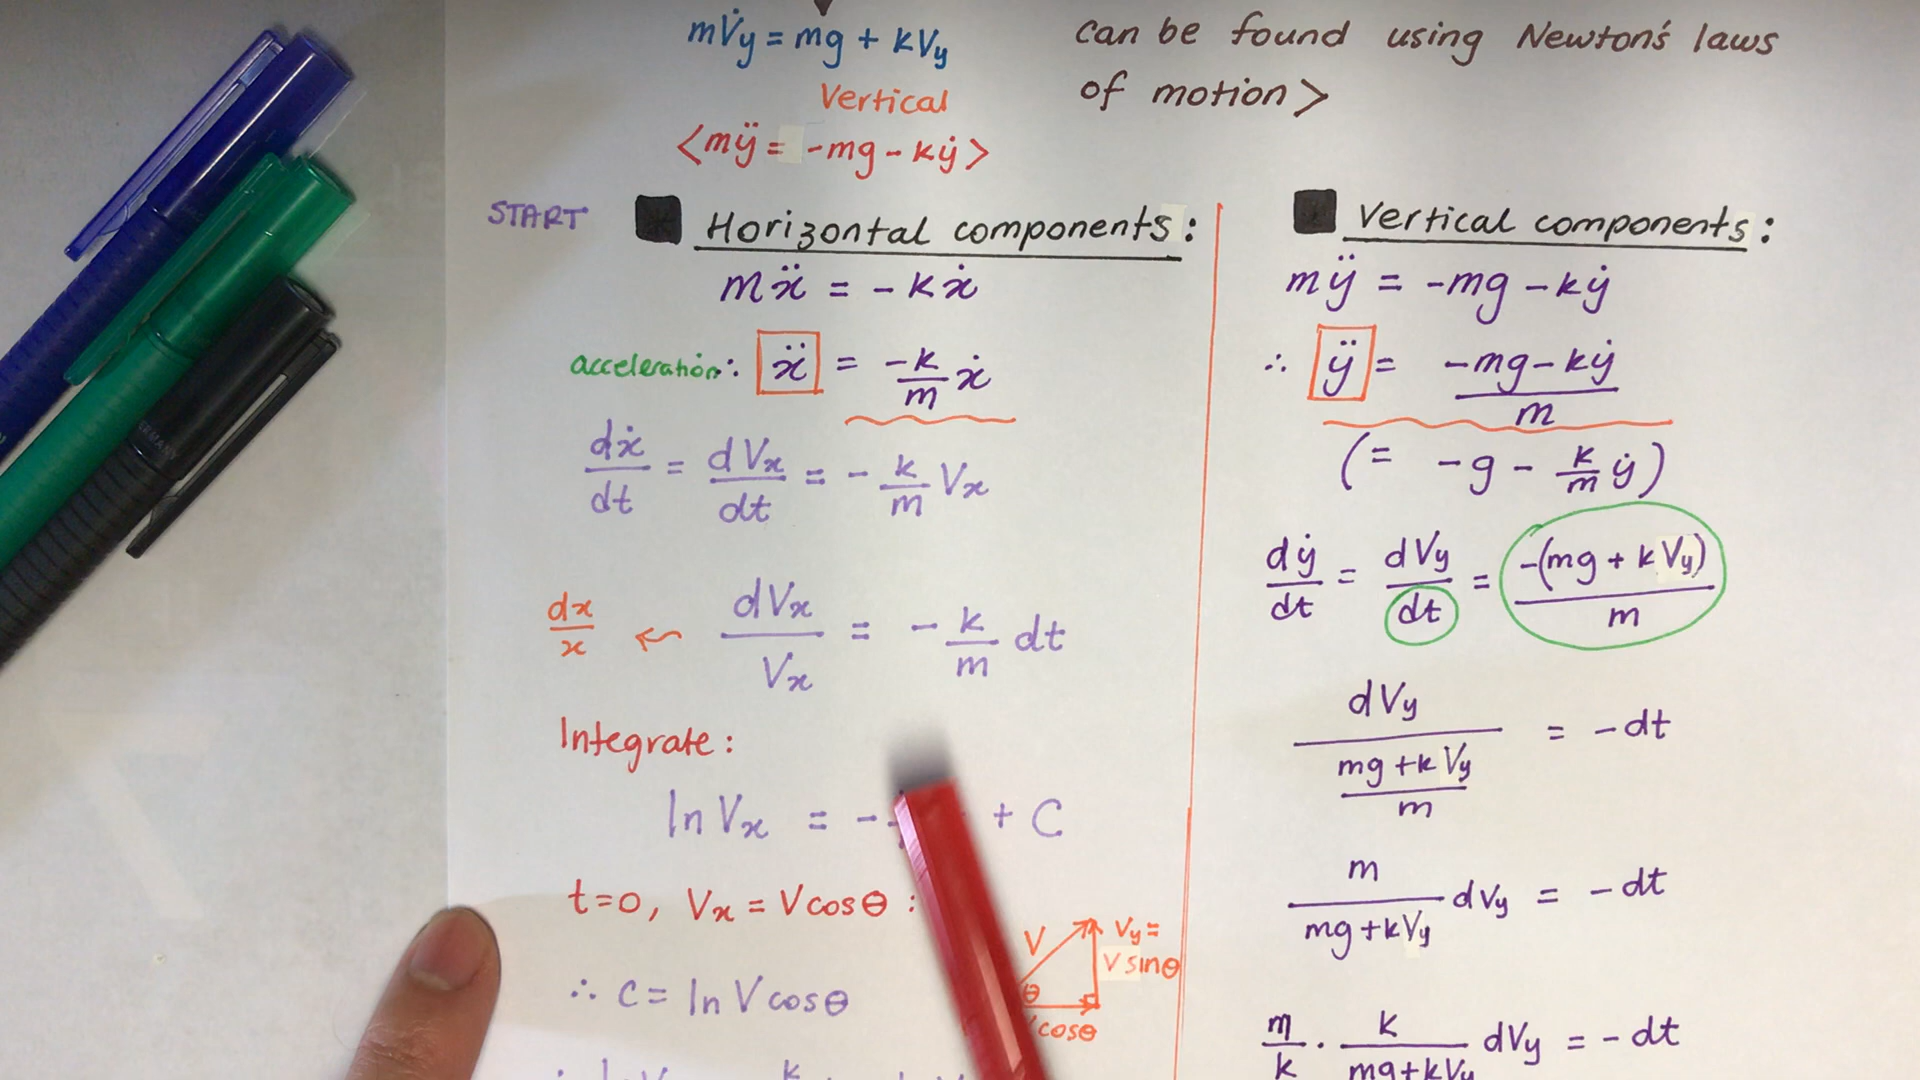 mV̇y = mg + kVy
Vertical
<mÿ = -mg - kẏ>
can be found using Newton's laws
of motion>
START
Horizontal components:
mẍ = - kẋ
acceleration ∴ ẍ = -k/m ẋ
dẋ/dt = dVx/dt = - k/m Vx
dx/x ← dVx/Vx = - k/m dt
Integrate:
ln Vx = - + C
t=0, Vx = V cosθ :
V
θ
Vy =
V sinθ
cosθ
∴ C = ln V cosθ
Vertical components:
mÿ = -mg - kẏ
∴ ÿ = -mg - kẏ / m
(= -g - k/m ẏ)
dẏ/dt = dVy/dt = -(mg + kVy)/m
dVy / (mg + kVy / m) = - dt
m / mg + kVy dVy = - dt
m/k · k / mg + kVy dVy = - dt